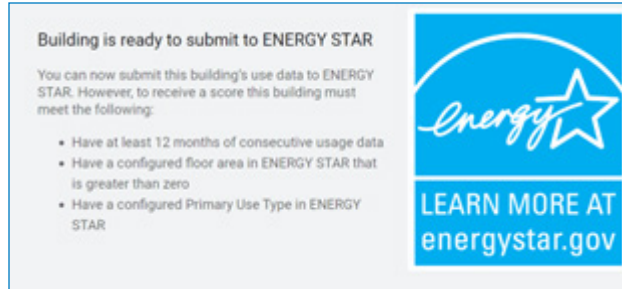 Building is ready to submit to ENERGY STAR
You can now submit this building's use data to ENERGY
STAR. However, to receive a score this building must
meet the following:
• Have at least 12 months of consecutive usage data
• Have a configured floor area in ENERGY STAR that
is greater than zero
• Have a configured Primary Use Type in ENERGY
STAR
energy
LEARN MORE AT
energystar.gov